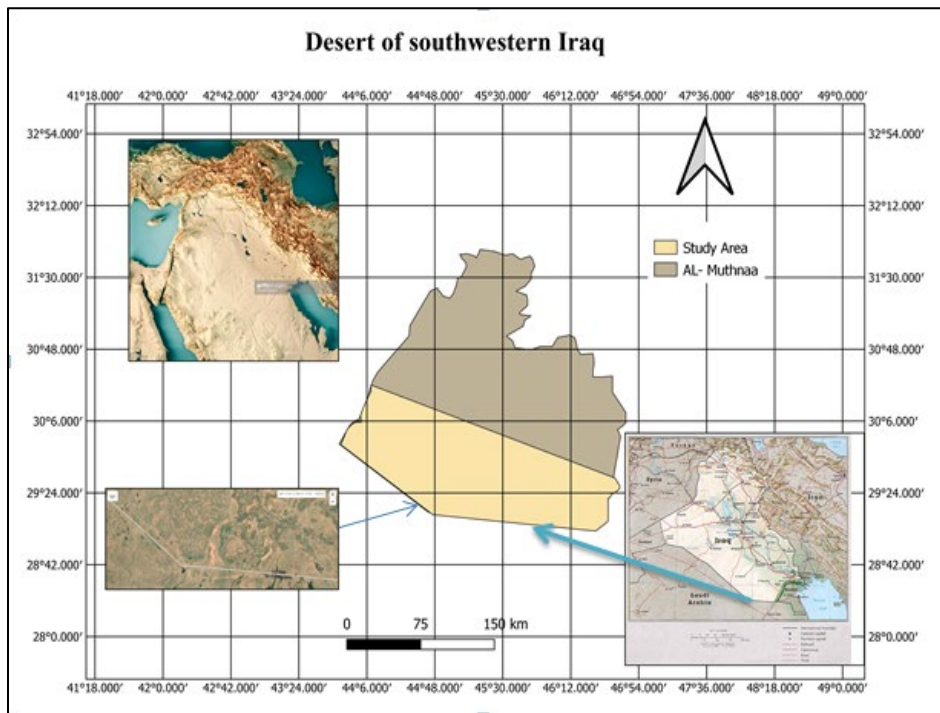 Desert of southwestern Iraq
41°18.000′ 42°0.000′ 42°42.000′ 43°24.000′ 44°6.000′ 44°48.000′ 45°30.000′ 46°12.000′ 46°54.000′ 47°36.000′ 48°18.000′ 49°0.000′
32°54.000′ 32°54.000′
32°12.000′ 32°12.000′
Study Area
AL- Muthnaa
31°30.000′ 31°30.000′
30°48.000′ 30°48.000′
30°6.000′ 30°6.000′
Syria
Iran
Iraq
Saudi
Arabia
29°24.000′ 29°24.000′
28°42.000′ 28°42.000′
0 75 150 km
28°0.000′ 28°0.000′
41°18.000′ 42°0.000′ 42°42.000′ 43°24.000′ 44°6.000′ 44°48.000′ 45°30.000′ 46°12.000′ 46°54.000′ 47°36.000′ 48°18.000′ 49°0.000′